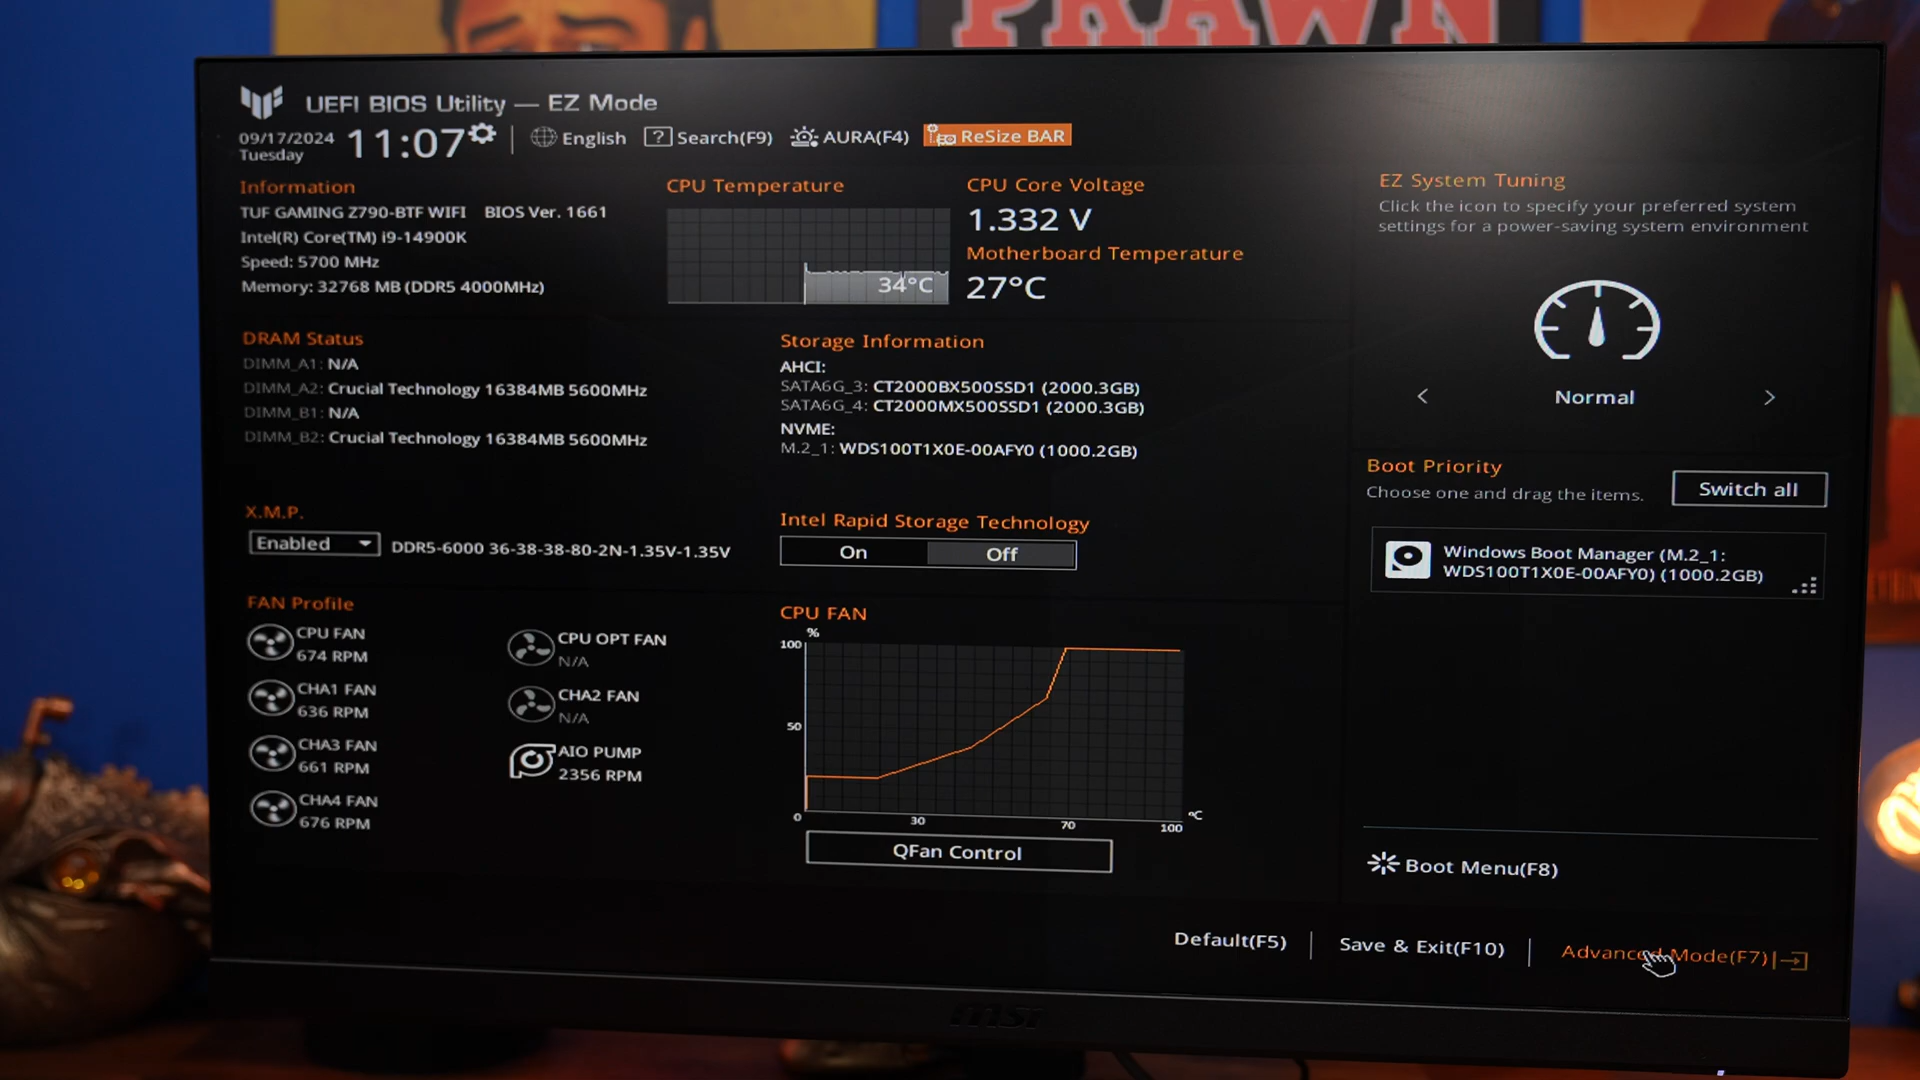 PRAWN
UEFI BIOS Utility — EZ Mode
09/17/2024
Tuesday
11:07
English
Search(F9)
AURA(F4)
ReSize BAR
Information
TUF GAMING Z790-BTF WIFI BIOS Ver. 1661
Intel(R) Core(TM) i9-14900K
Speed: 5700 MHz
Memory: 32768 MB (DDR5 4000MHz)
CPU Temperature
34°C
CPU Core Voltage
1.332 V
Motherboard Temperature
27°C
EZ System Tuning
Click the icon to specify your preferred system
settings for a power-saving system environment
Normal
DRAM Status
DIMM_A1: N/A
DIMM_A2: Crucial Technology 16384MB 5600MHz
DIMM_B1: N/A
DIMM_B2: Crucial Technology 16384MB 5600MHz
Storage Information
AHCI:
SATA6G_3: CT2000BX500SSD1 (2000.3GB)
SATA6G_4: CT2000MX500SSD1 (2000.3GB)
NVME:
M.2_1: WDS100T1X0E-00AFY0 (1000.2GB)
Boot Priority
Choose one and drag the items.
Switch all
Windows Boot Manager (M.2_1:
WDS100T1X0E-00AFY0) (1000.2GB)
X.M.P.
Enabled
DDR5-6000 36-38-38-80-2N-1.35V-1.35V
Intel Rapid Storage Technology
On
Off
FAN Profile
CPU FAN
674 RPM
CPU OPT FAN
N/A
CHA1 FAN
636 RPM
CHA2 FAN
N/A
CHA3 FAN
661 RPM
AIO PUMP
2356 RPM
CHA4 FAN
676 RPM
CPU FAN
%
100
50
0
30
70
100
°C
QFan Control
Boot Menu(F8)
Default(F5)
Save & Exit(F10)
Advanced Mode(F7)
msi